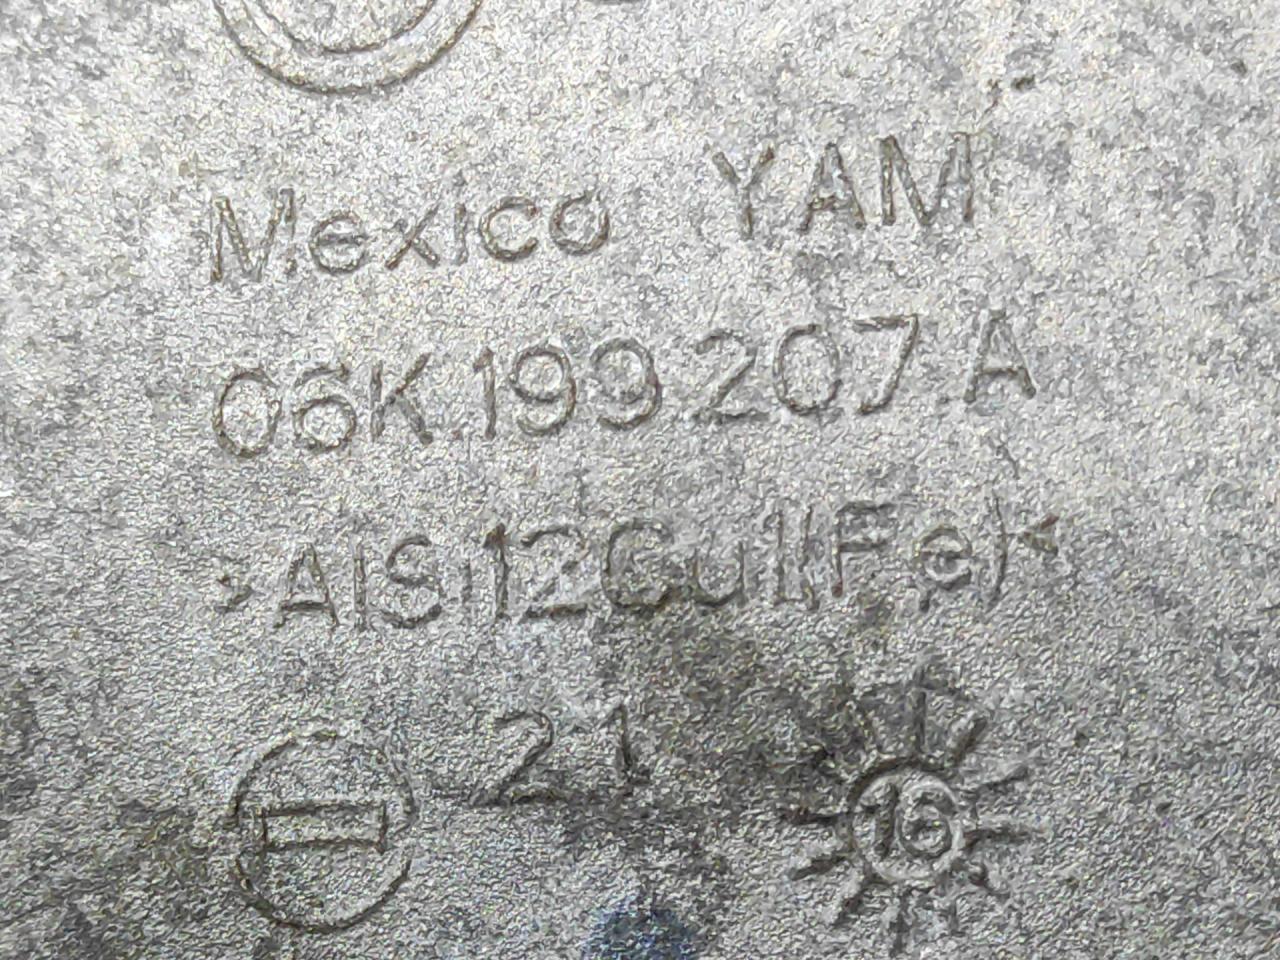 Mexico YAM
06K.199.207.A
>AlSi12Cu1(Fe)<
21
16